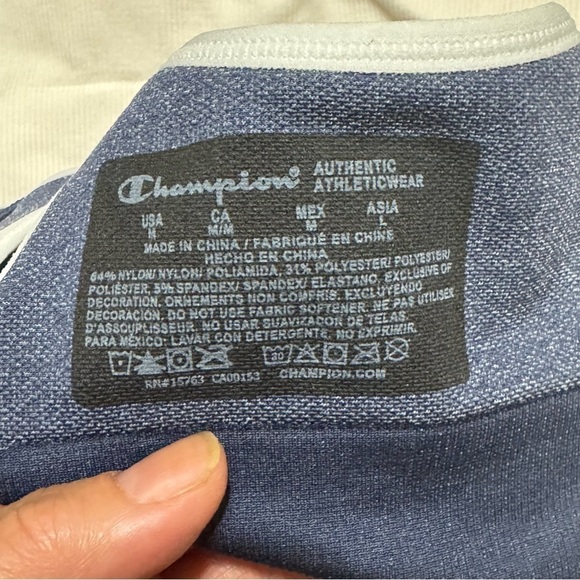 Champion® AUTHENTIC ATHLETICWEAR
USA CA MEX ASIA
M M/M M L
MADE IN CHINA / FABRIQUÉ EN CHINE
HECHO EN CHINA
64% NYLON/ NYLON/ POLIAMIDA, 31% POLYESTER/ POLYESTER/
POLIÉSTER, 5% SPANDEX/ SPANDEX/ ELASTANO, EXCLUSIVE OF
DECORATION. ORNEMENTS NON COMPRIS. EXCLUYENDO
DECORACIÓN. DO NOT USE FABRIC SOFTENER. NE PAS UTILISER
D'ASSOUPLISSEUR. NO USAR SUAVIZADOR DE TELAS.
PARA MÉXICO: LAVAR CON DETERGENTE. NO REMOJAR.
30
RN#15763 CA00153 CHAMPION.COM